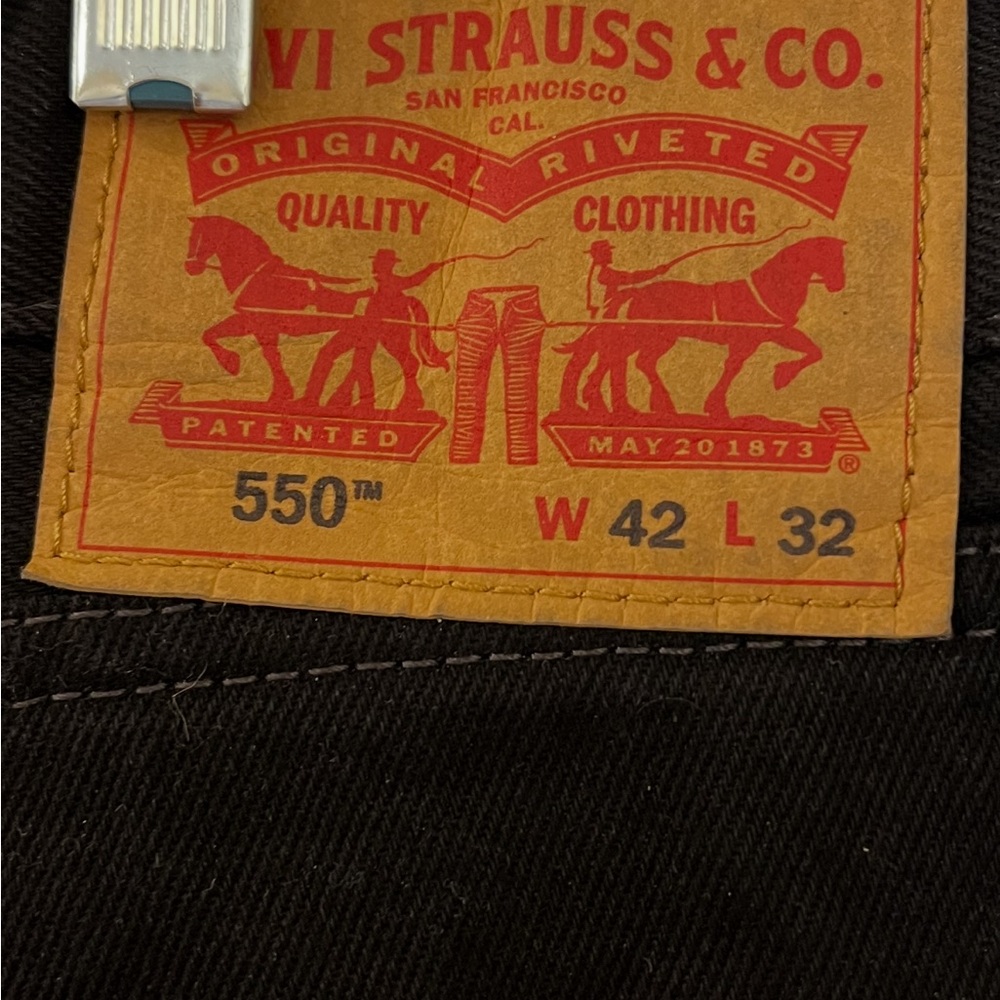 VI STRAUSS & CO.
SAN FRANCISCO
CAL.
ORIGINAL RIVETED
QUALITY CLOTHING
PATENTED MAY 20 1873 ®
550™ W 42 L 32